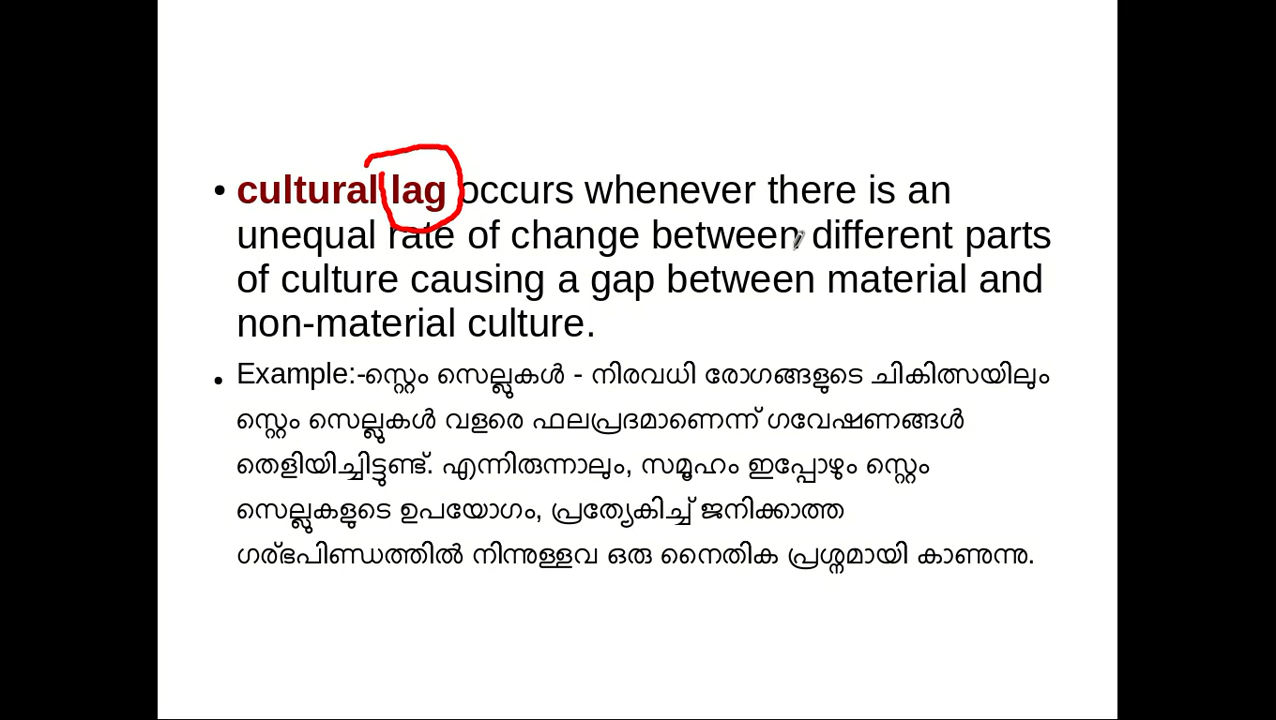 • cultural lag occurs whenever there is an
unequal rate of change between different parts
of culture causing a gap between material and
non-material culture.
• Example:-സ്റ്റെം സെല്ലുകൾ - നിരവധി രോഗങ്ങളുടെ ചികിത്സയിലും
സ്റ്റെം സെല്ലുകൾ വളരെ ഫലപ്രദമാണെന്ന് ഗവേഷണങ്ങൾ
തെളിയിച്ചിട്ടുണ്ട്. എന്നിരുന്നാലും, സമൂഹം ഇപ്പോഴും സ്റ്റെം
സെല്ലുകളുടെ ഉപയോഗം, പ്രത്യേകിച്ച് ജനിക്കാത്ത
ഗര്ഭപിണ്ഡത്തിൽ നിന്നുള്ളവ ഒരു നൈതിക പ്രശ്നമായി കാണുന്നു.